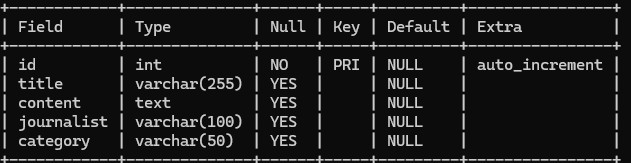 +------------+--------------+------+-----+---------+----------------+
| Field      | Type         | Null | Key | Default | Extra          |
+------------+--------------+------+-----+---------+----------------+
| id         | int          | NO   | PRI | NULL    | auto_increment |
| title      | varchar(255) | YES  |     | NULL    |                |
| content    | text         | YES  |     | NULL    |                |
| journalist | varchar(100) | YES  |     | NULL    |                |
| category   | varchar(50)  | YES  |     | NULL    |                |
+------------+--------------+------+-----+---------+----------------+